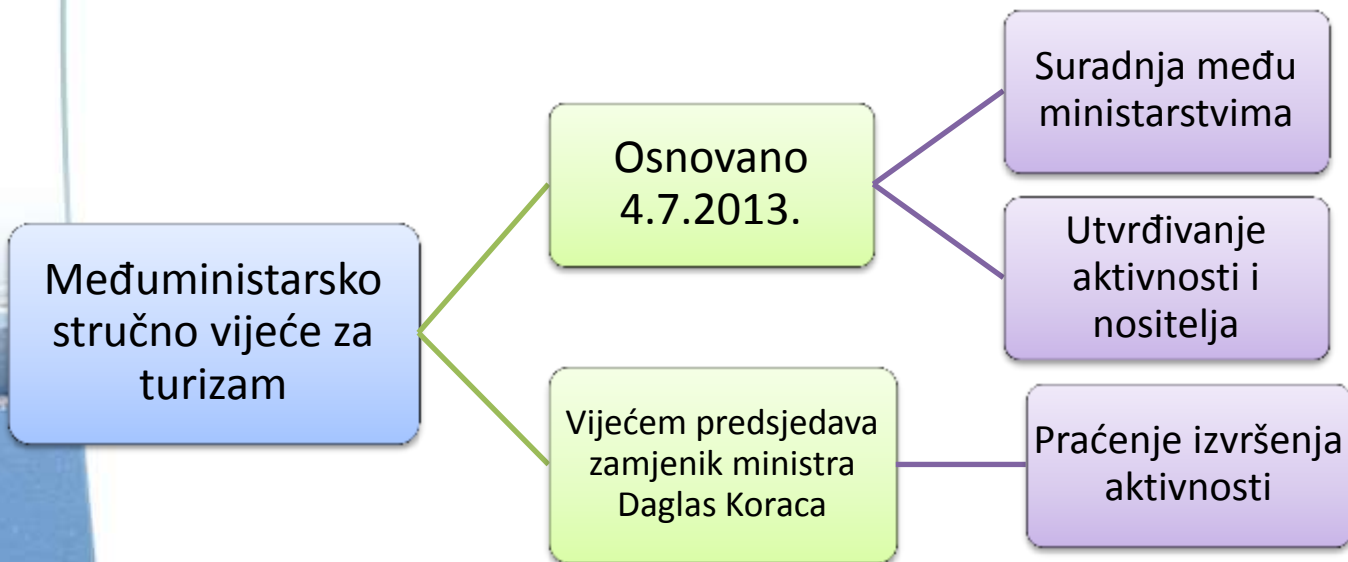 Međuministarsko
stručno vijeće za
turizam
Osnovano
4.7.2013.
Vijećem predsjedava
zamjenik ministra
Daglas Koraca
Suradnja među
ministarstvima
Utvrđivanje
aktivnosti i
nositelja
Praćenje izvršenja
aktivnosti